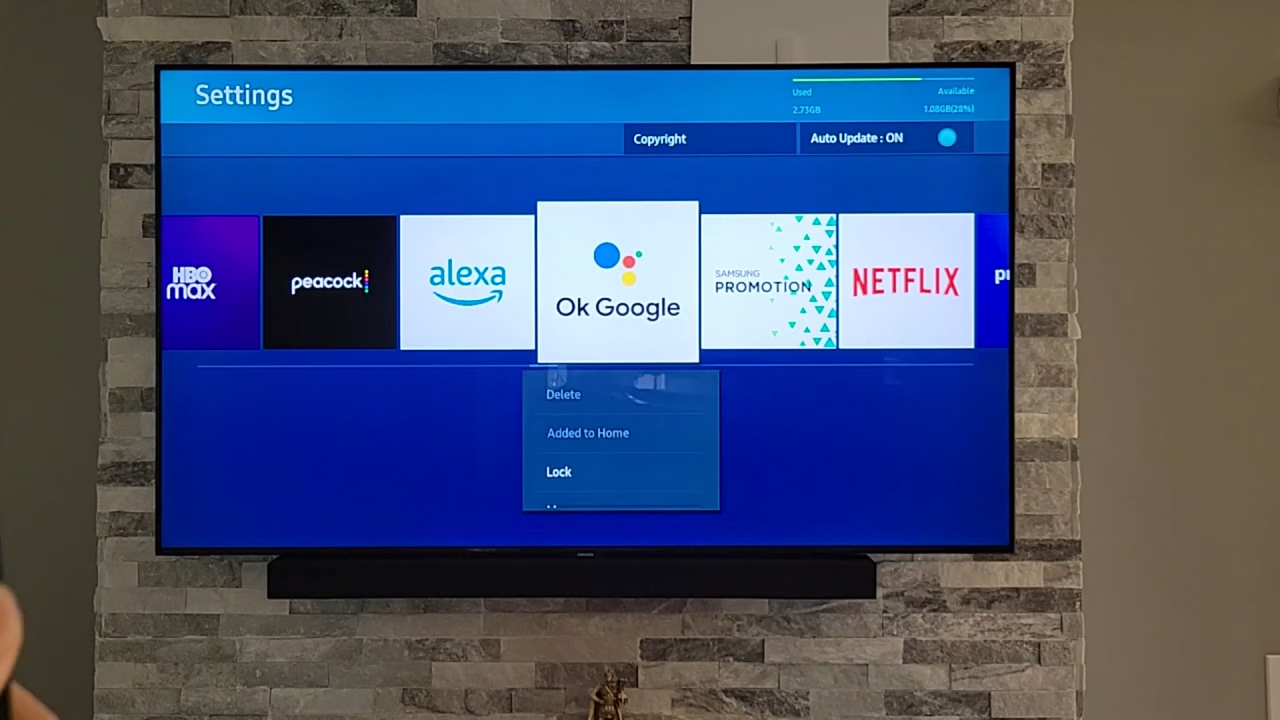 Settings
Used
Available
2.73GB
1.08GB(28%)
Copyright
Auto Update : ON
HBO
max
peacock
alexa
Ok Google
SAMSUNG
PROMOTION
NETFLIX
Delete
Added to Home
Lock